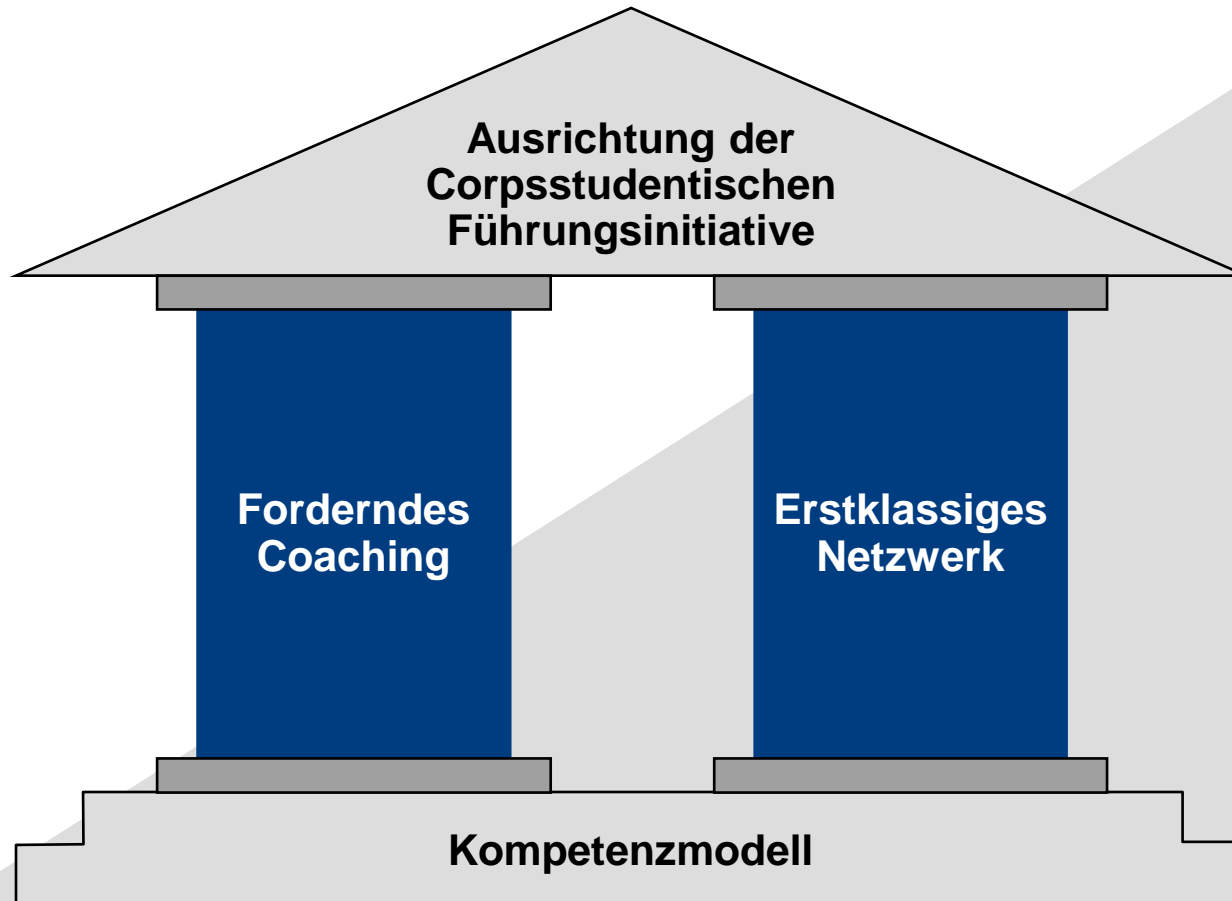 Ausrichtung der
Corpsstudentischen
Führungsinitiative
Forderndes
Coaching
Erstklassiges
Netzwerk
Kompetenzmodell